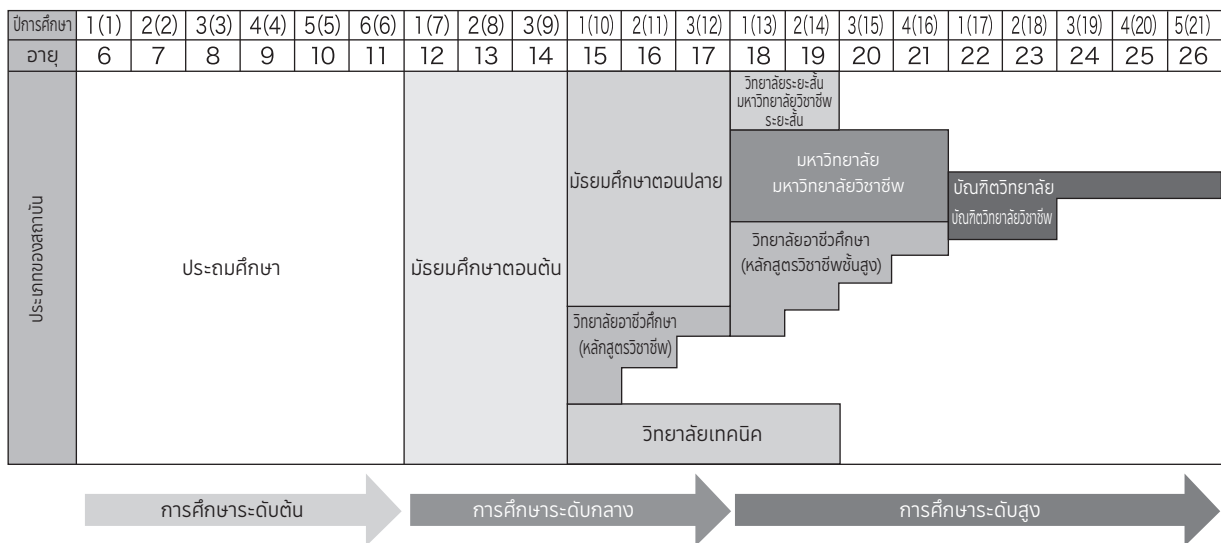 ปีการศึกษา 1(1) 2(2) 3(3) 4(4) 5(5) 6(6) 1(7) 2(8) 3(9) 1(10) 2(11) 3(12) 1(13) 2(14) 3(15) 4(16) 1(17) 2(18) 3(19) 4(20) 5(21)
อายุ 6 7 8 9 10 11 12 13 14 15 16 17 18 19 20 21 22 23 24 25 26
ประเภทของสถาบัน
ประถมศึกษา
มัธยมศึกษาตอนต้น
มัธยมศึกษาตอนปลาย
วิทยาลัยอาชีวศึกษา
(หลักสูตรวิชาชีพ)
วิทยาลัยเทคนิค
วิทยาลัยระยะสั้น
มหาวิทยาลัยวิชาชีพ
ระยะสั้น
มหาวิทยาลัย
มหาวิทยาลัยวิชาชีพ
วิทยาลัยอาชีวศึกษา
(หลักสูตรวิชาชีพชั้นสูง)
บัณฑิตวิทยาลัย
บัณฑิตวิทยาลัยวิชาชีพ
การศึกษาระดับต้น
การศึกษาระดับกลาง
การศึกษาระดับสูง